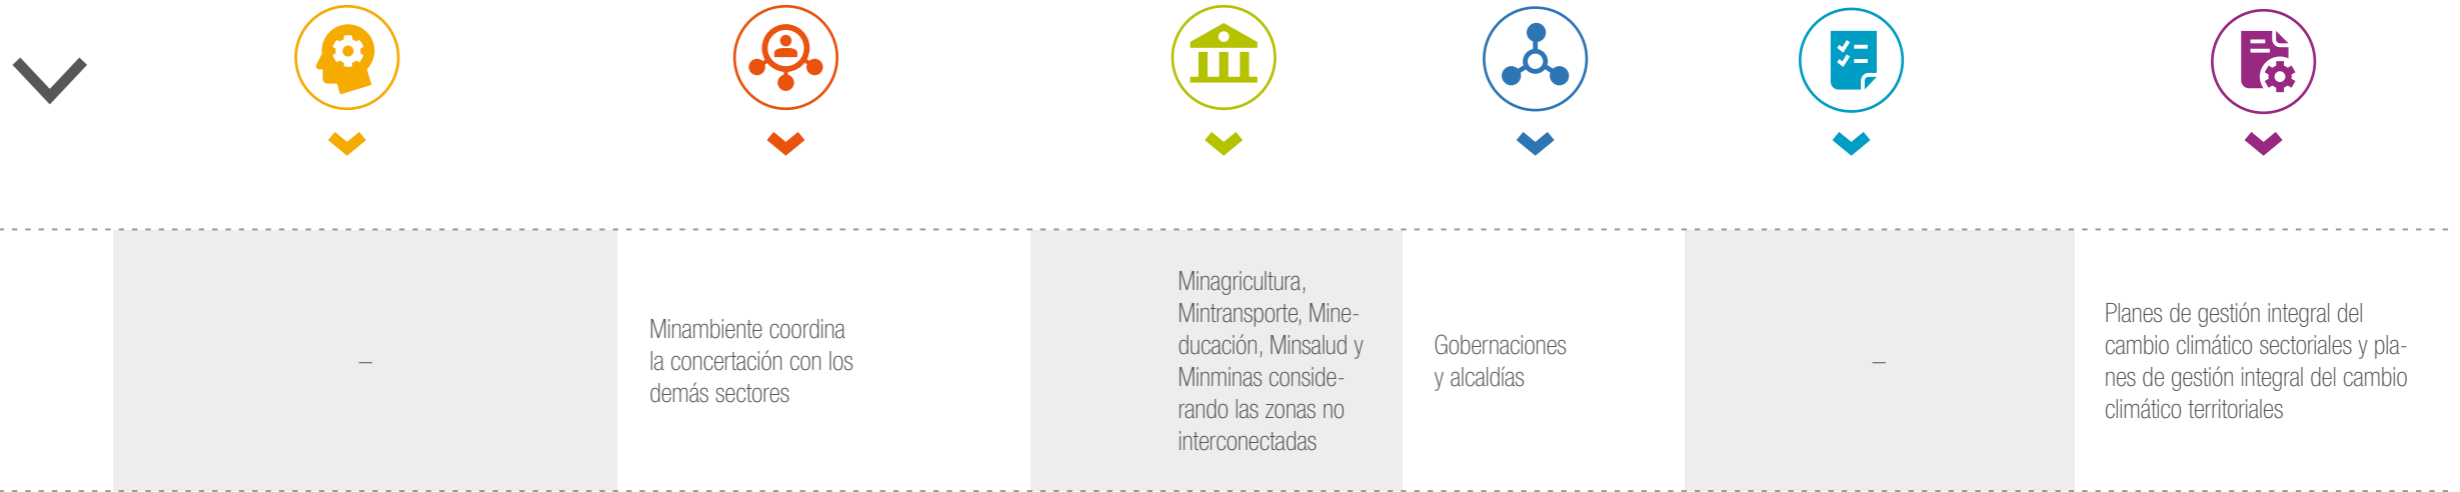 –
Minambiente coordina
la concertación con los
demás sectores
Minagricultura,
Mintransporte, Mine-
ducación, Minsalud y
Minminas conside-
rando las zonas no
interconectadas
Gobernaciones
y alcaldías
–
Planes de gestión integral del
cambio climático sectoriales y pla-
nes de gestión integral del cambio
climático territoriales